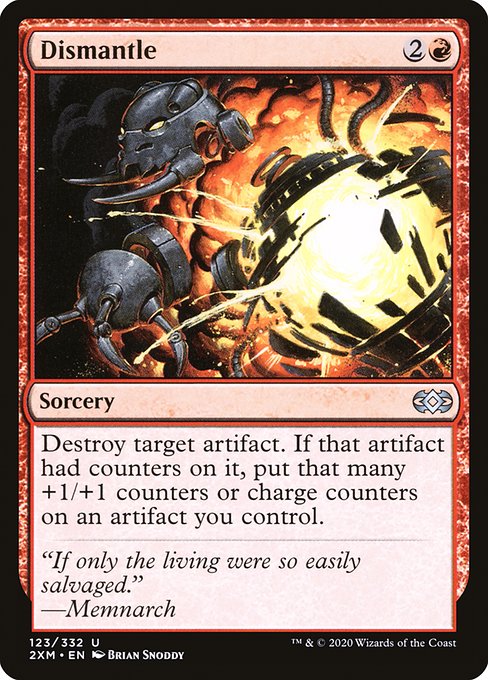 Dismantle 2
Sorcery
Destroy target artifact. If that artifact
had counters on it, put that many
+1/+1 counters or charge counters
on an artifact you control.
“If only the living were so easily
salvaged.”
—Memnarch
123/332 U
™ & © 2020 Wizards of the Coast
2XM • EN Brian Snoddy